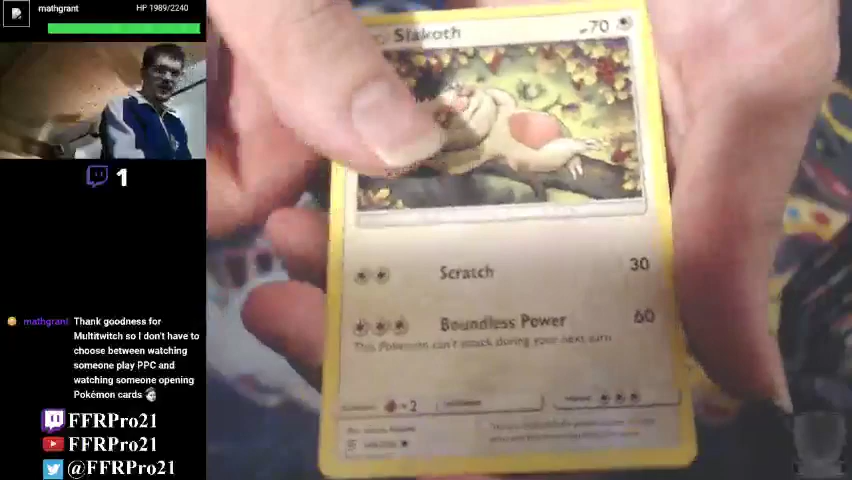 mathgrant HP 1989/2240
1
mathgrant Thank goodness for
Multitwitch so I don't have to
choose between watching
someone play PPC and
watching someone opening
Pokémon cards
FFRPro21
FFRPro21
@FFRPro21
Slakoth 70
Scratch 30
Boundless Power 60
This Pokémon can't attack during your next turn.
×2